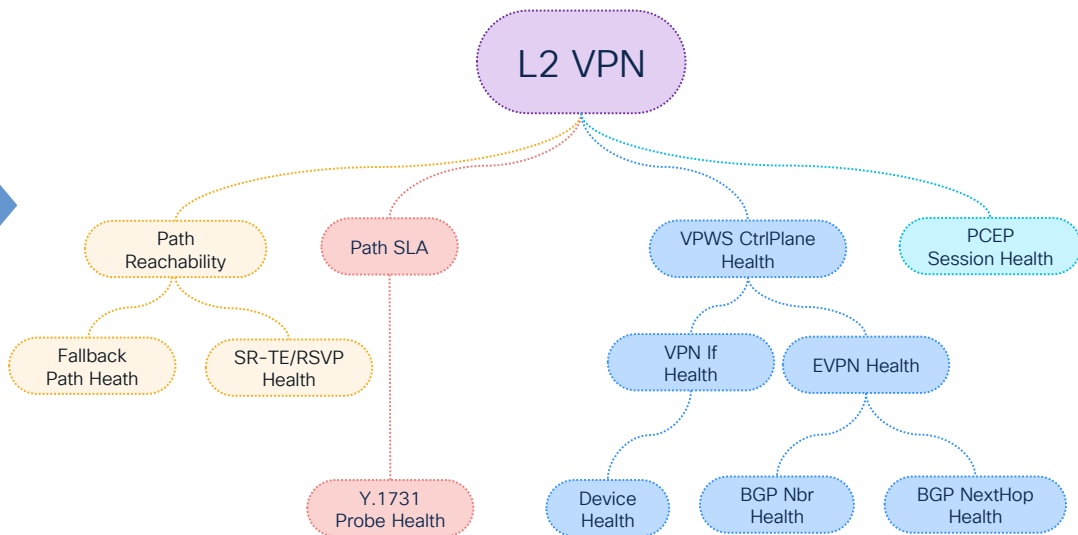 L2 VPN
Path
Reachability
Path SLA
VPWS CtrlPlane
Health
PCEP
Session Health
Fallback
Path Heath
SR-TE/RSVP
Health
VPN If
Health
EVPN Health
Y.1731
Probe Health
Device
Health
BGP Nbr
Health
BGP NextHop
Health